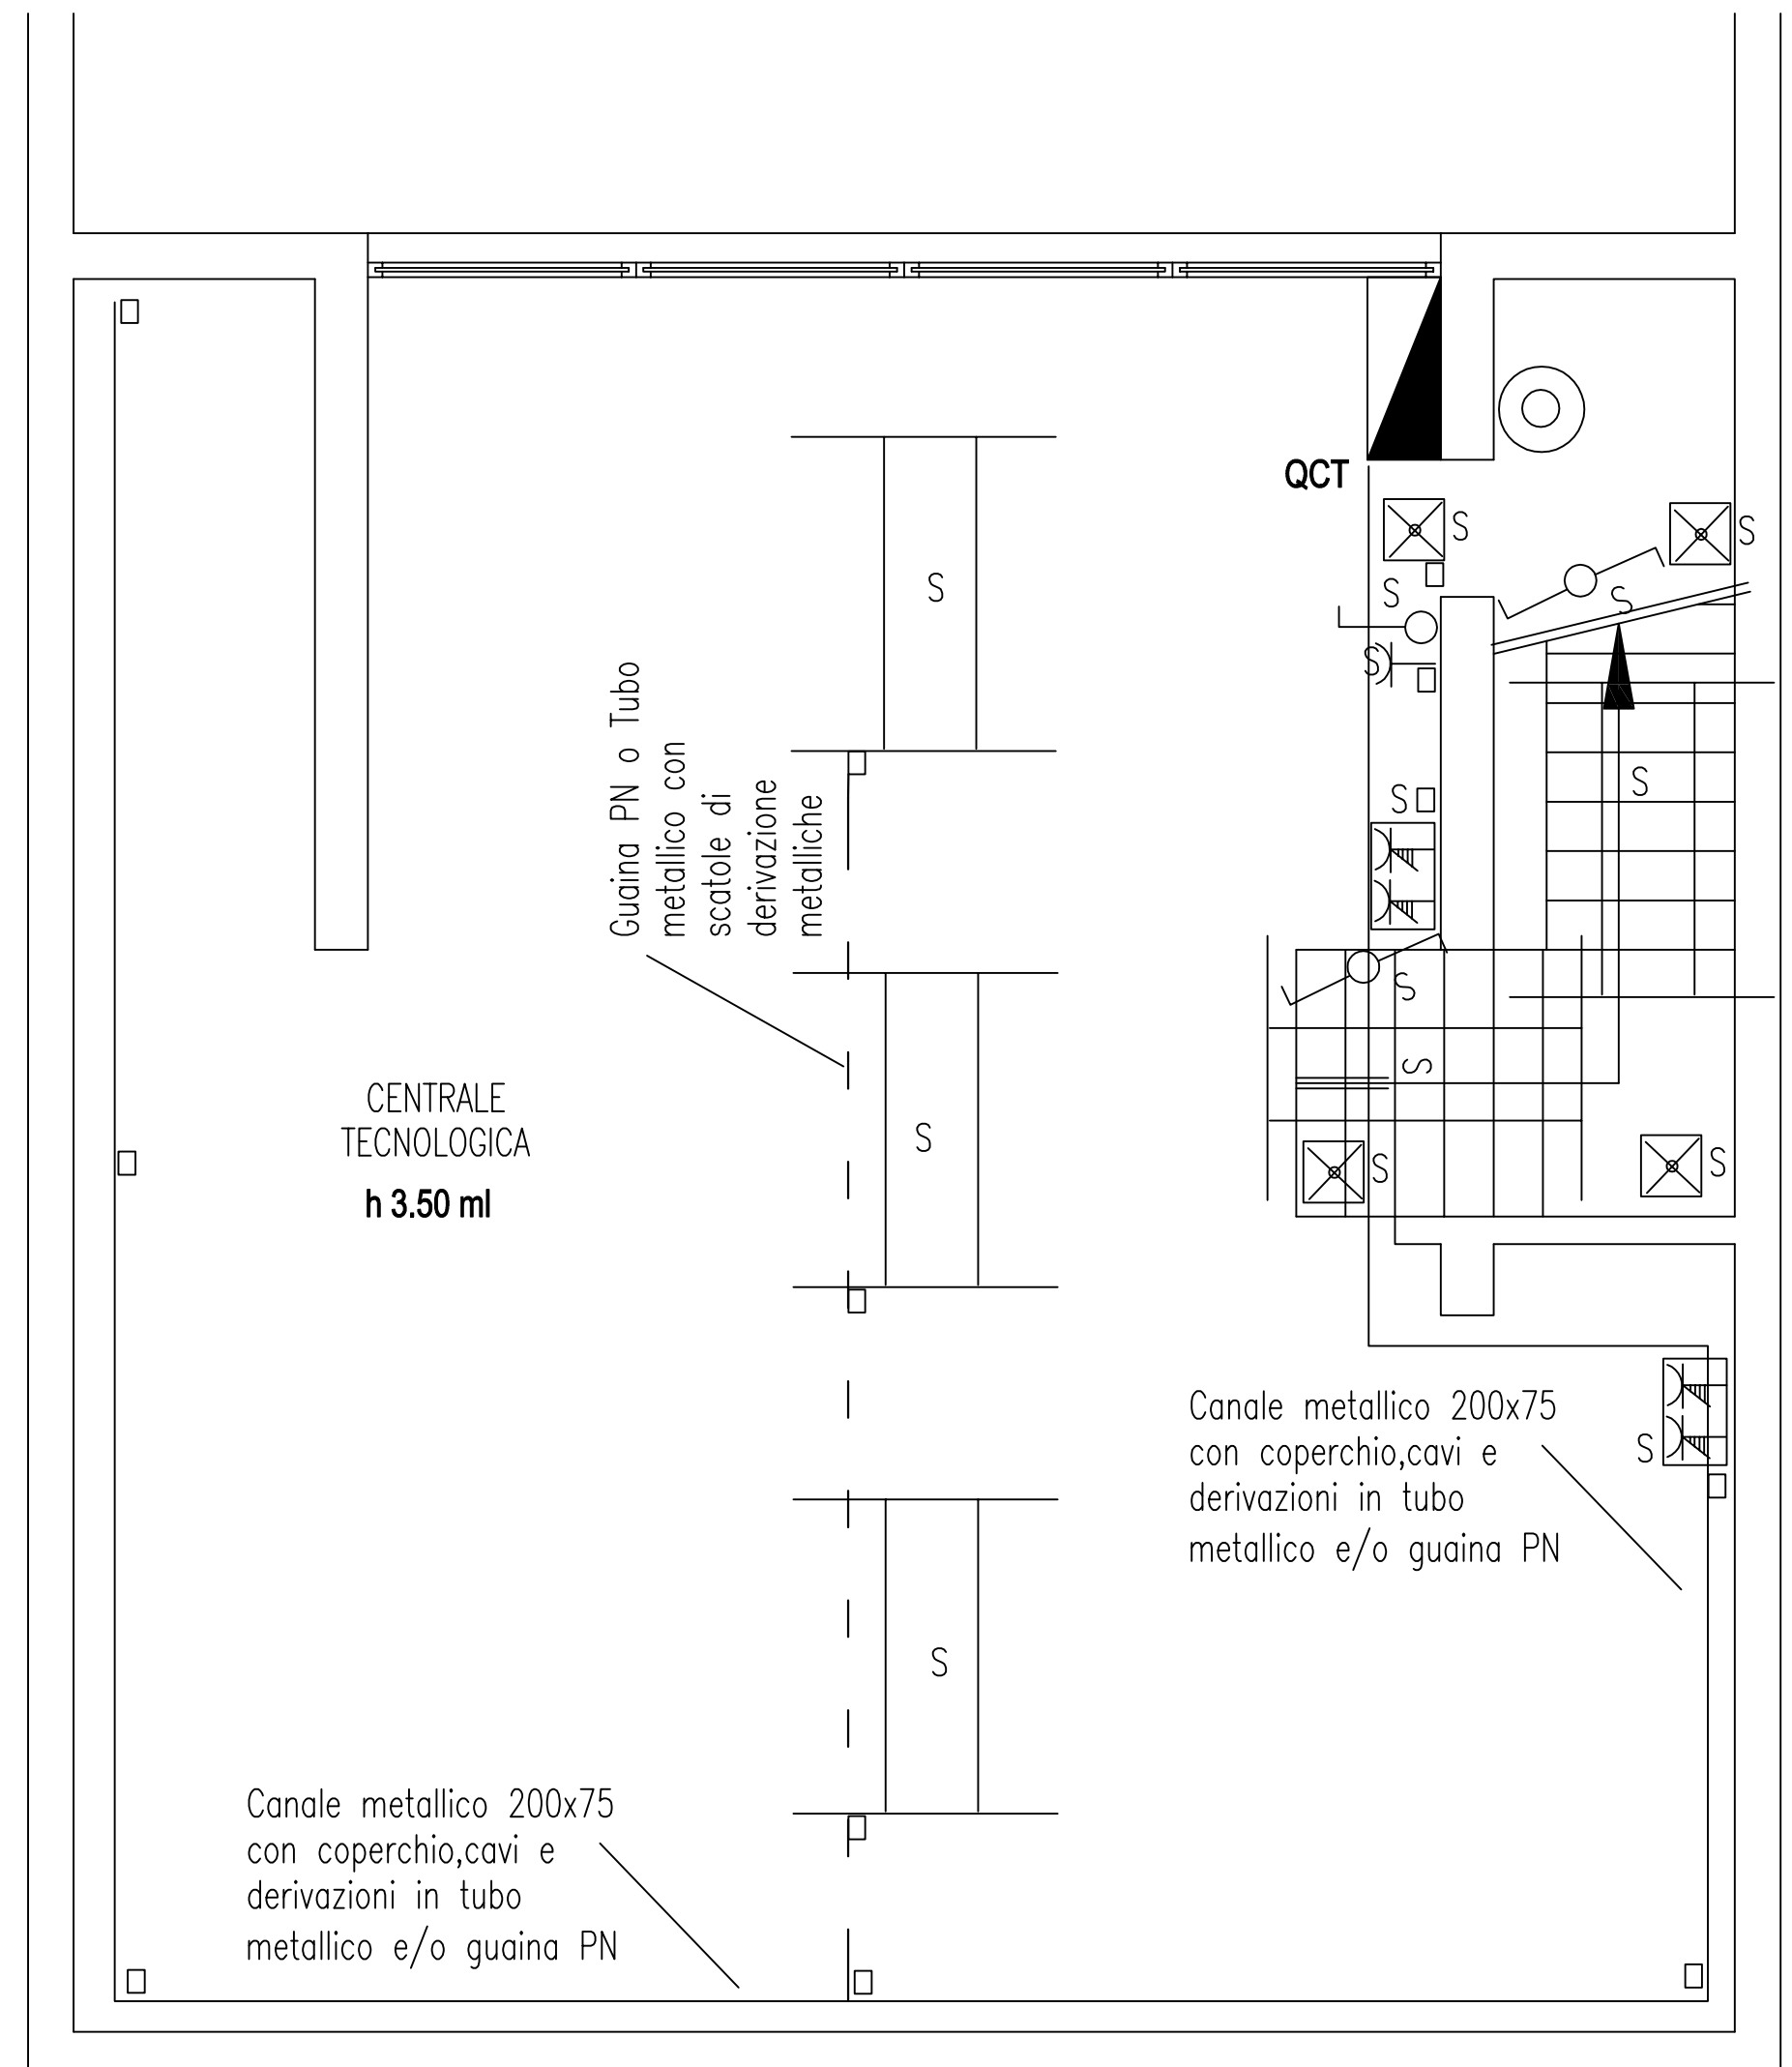 QCT
S
S
S
S
S
S
Guaina PN o Tubo
metallico con
scatole di
derivazione
metalliche
S
S
S
S
S
CENTRALE
TECNOLOGICA
h 3.50 ml
S
S
S
Canale metallico 200x75
con coperchio,cavi e
derivazioni in tubo
metallico e/o guaina PN
S
S
Canale metallico 200x75
con coperchio,cavi e
derivazioni in tubo
metallico e/o guaina PN